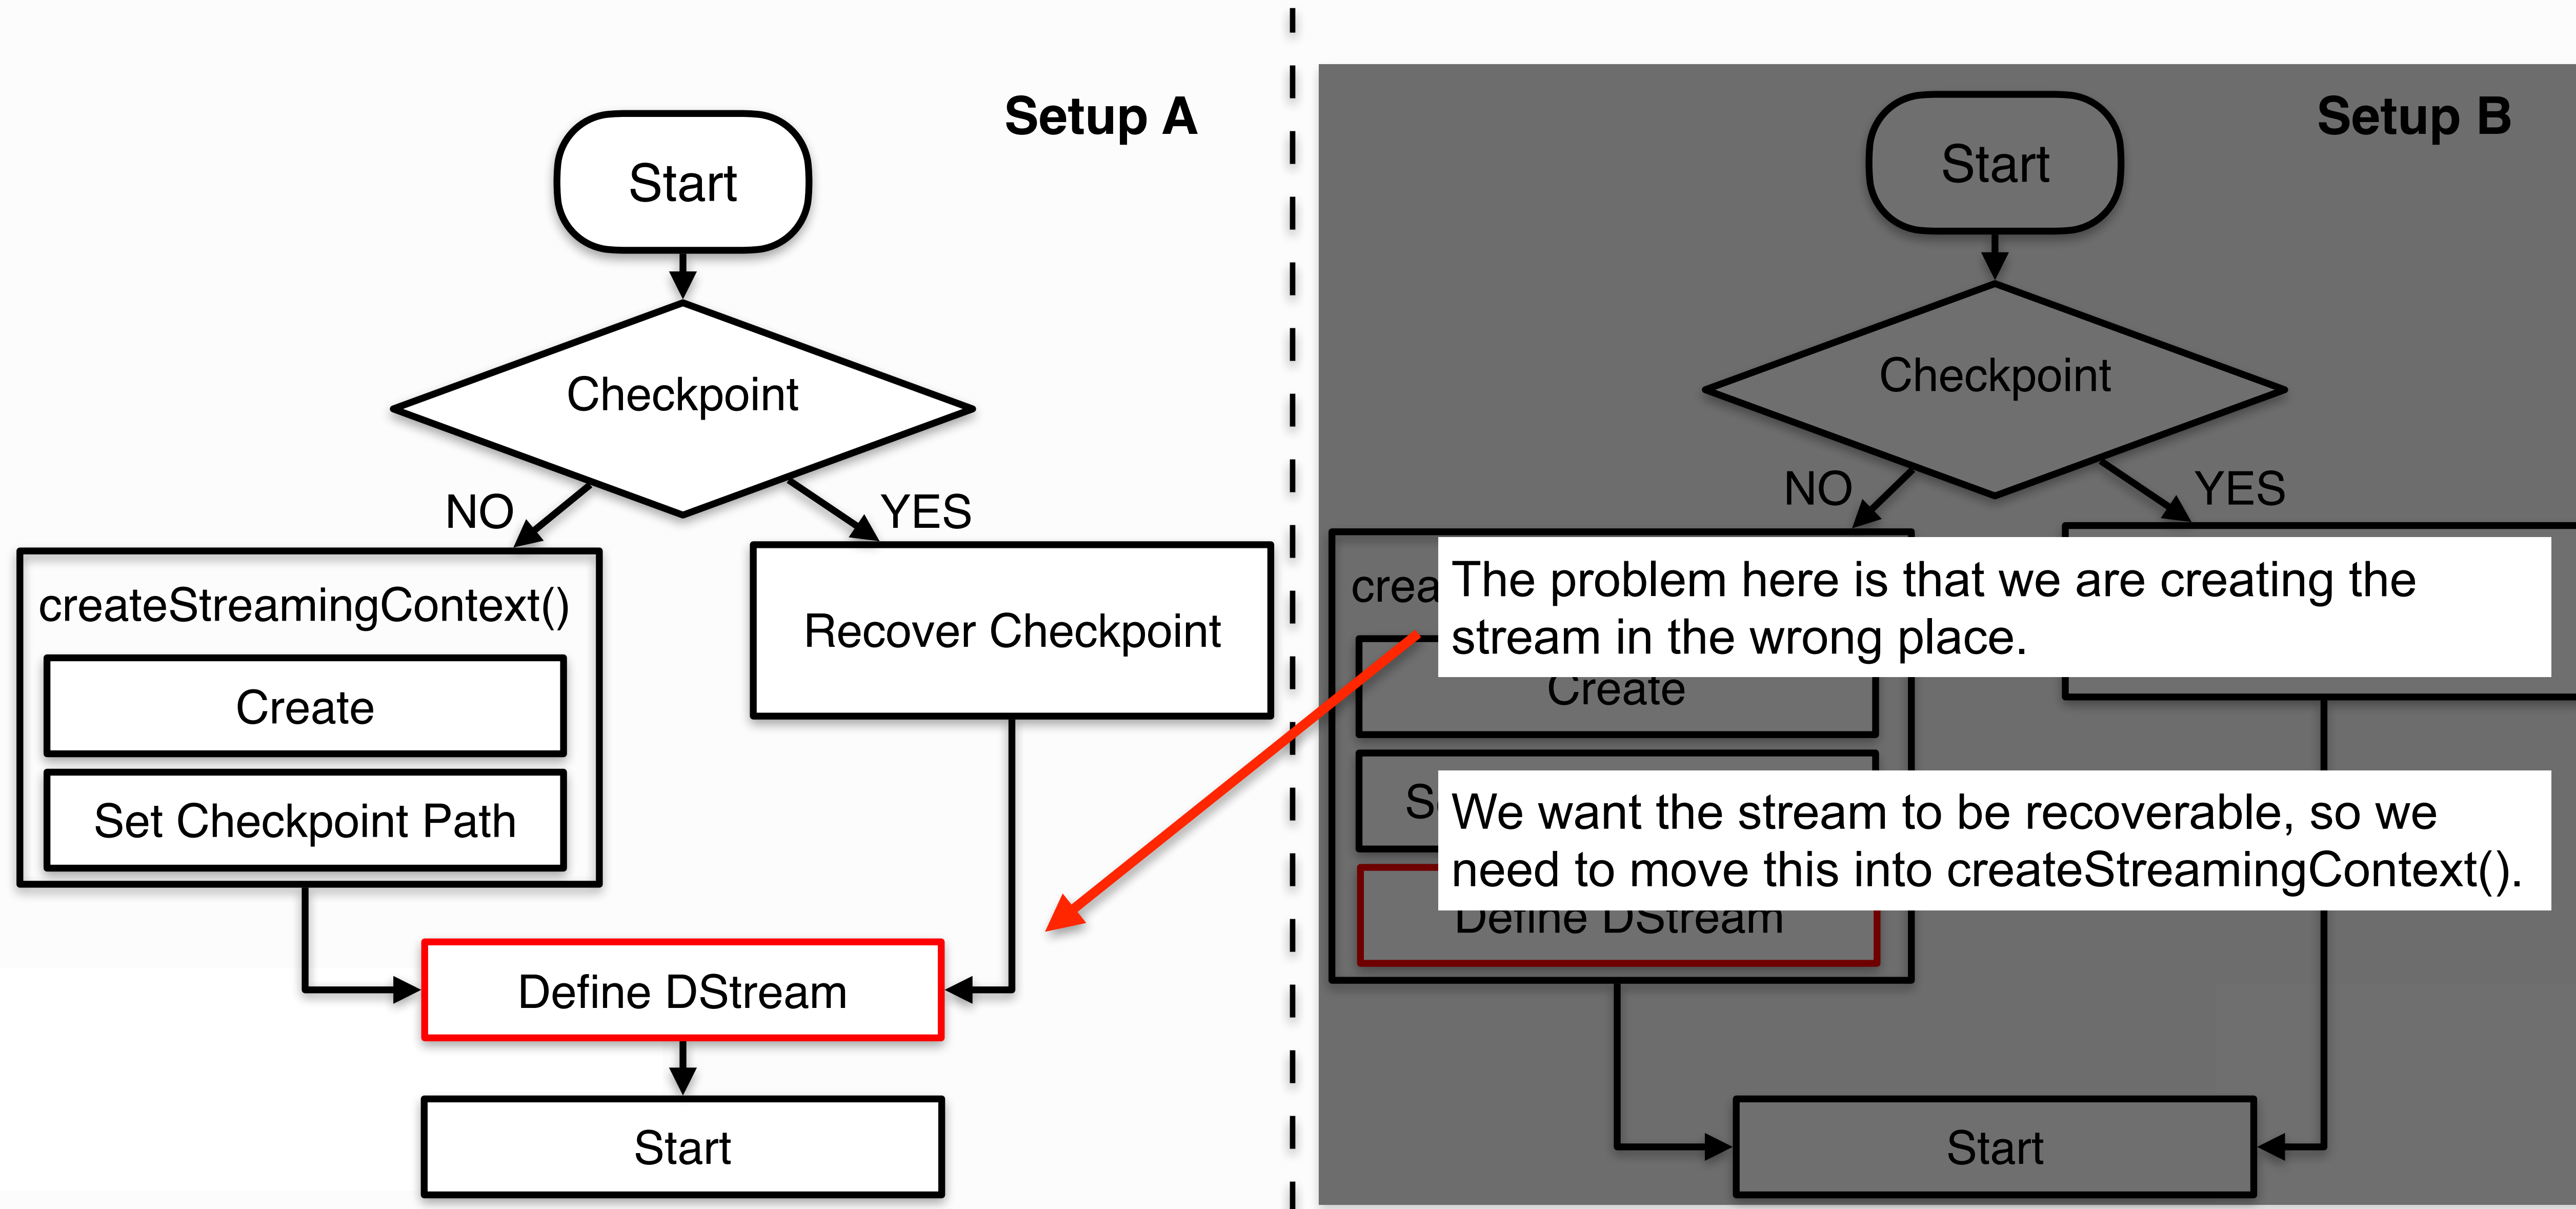 Setup A
Start
Checkpoint
NO
YES
createStreamingContext()
Create
Set Checkpoint Path
Recover Checkpoint
Define DStream
Start
Setup B
Start
Checkpoint
NO
YES
The problem here is that we are creating the
stream in the wrong place.
Create
We want the stream to be recoverable, so we
need to move this into createStreamingContext().
Define DStream
Start